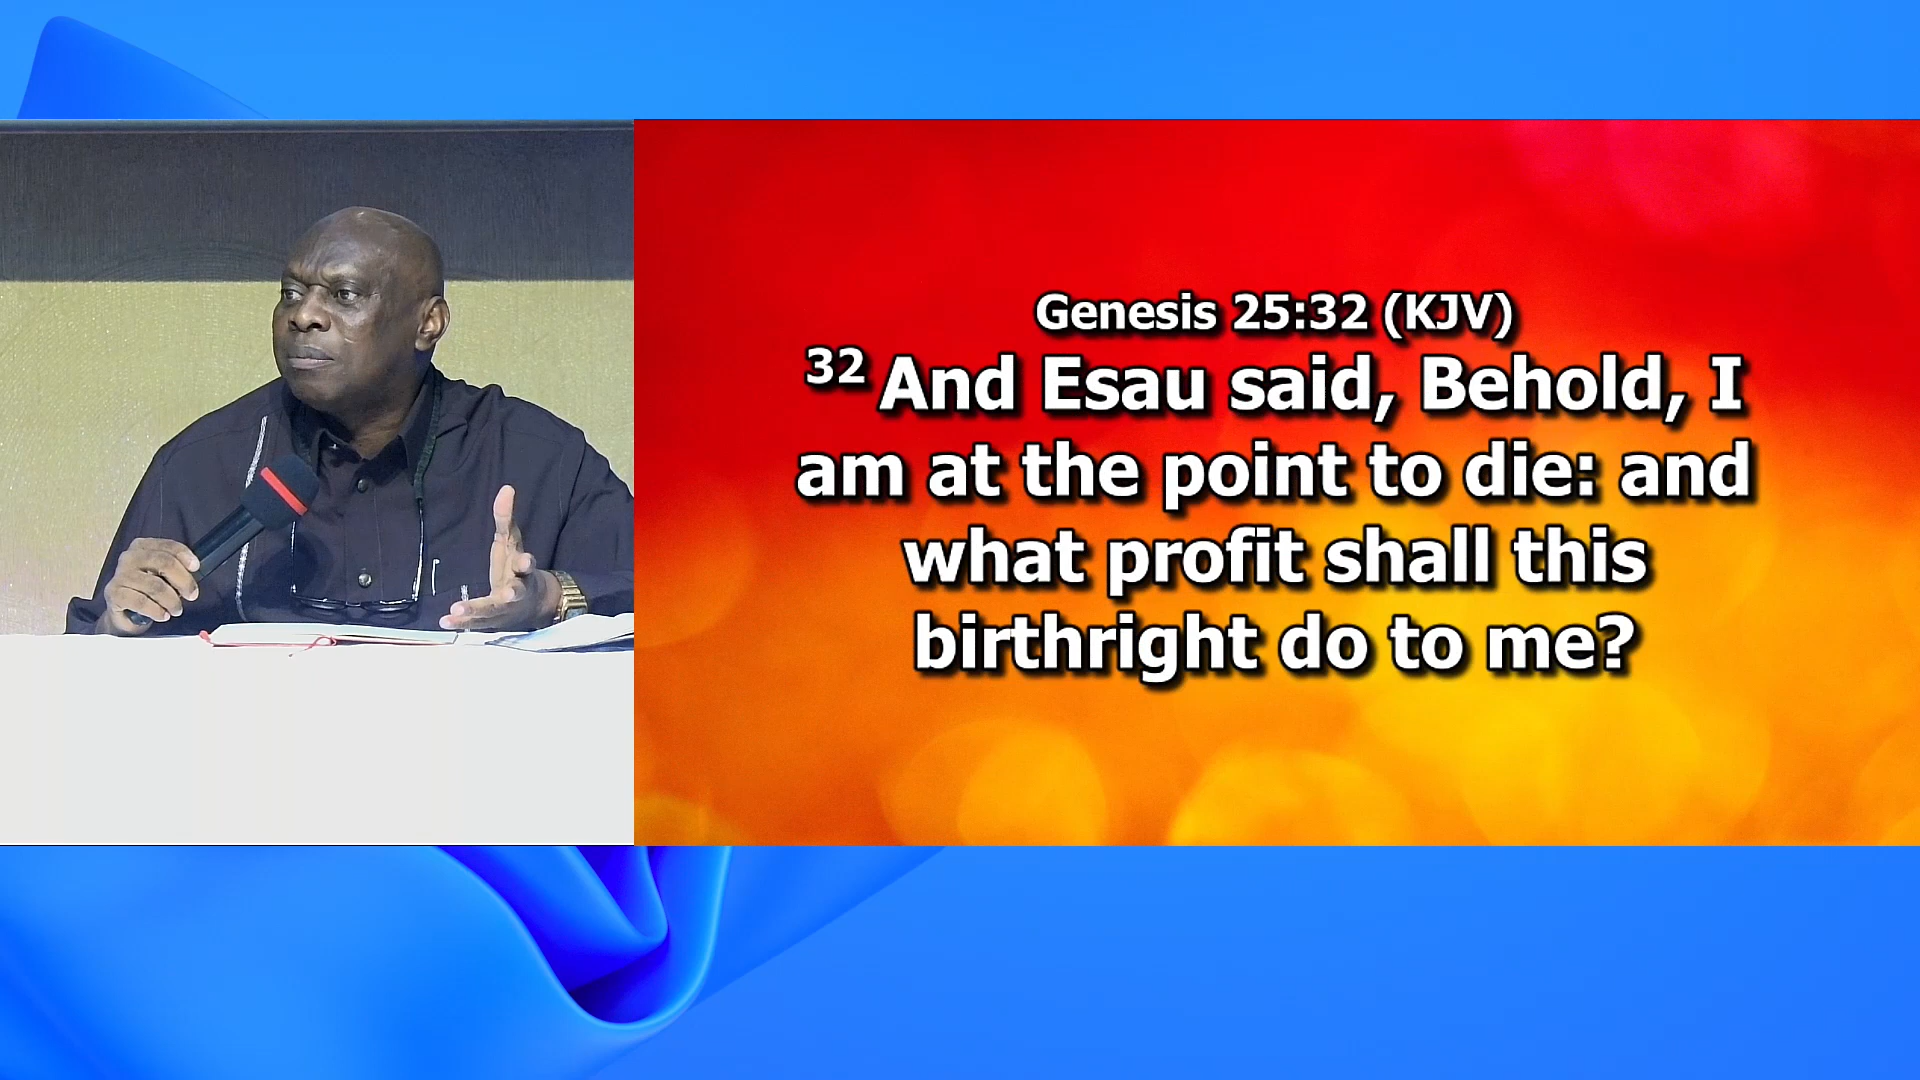 Genesis 25:32 (KJV)
32 And Esau said, Behold, I
am at the point to die: and
what profit shall this
birthright do to me?